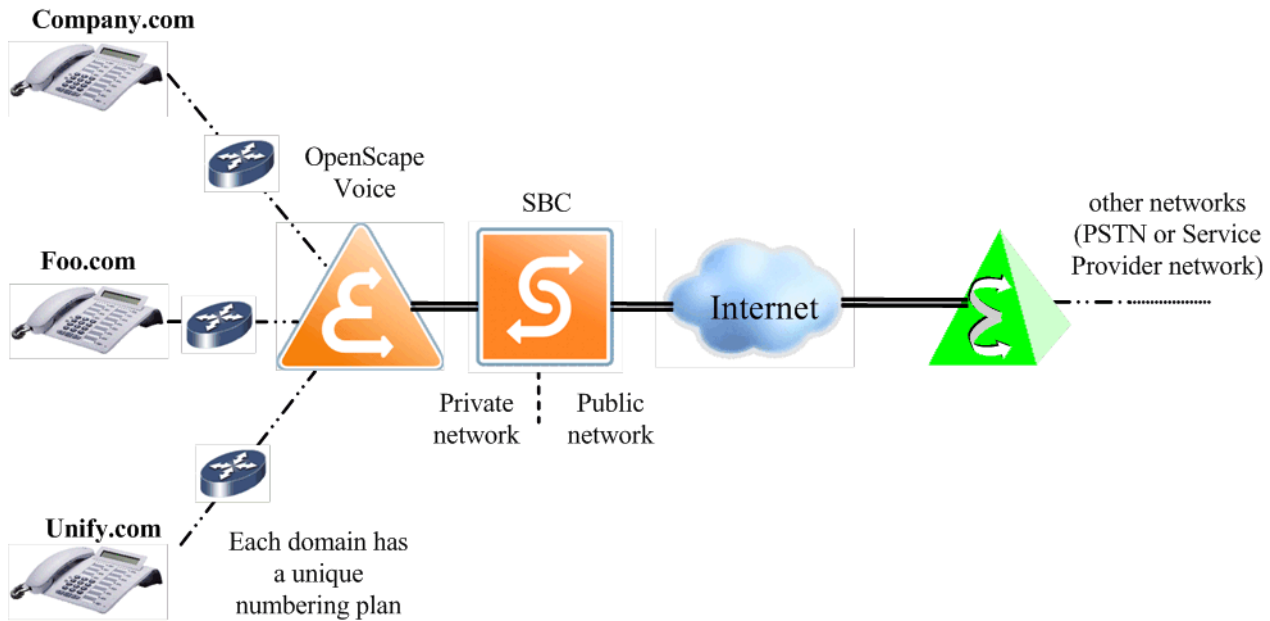 Company.com
OpenScape
Voice
SBC
other networks
(PSTN or Service
Provider network)
Foo.com
Internet
Private
network
Public
network
Unify.com
Each domain has
a unique
numbering plan